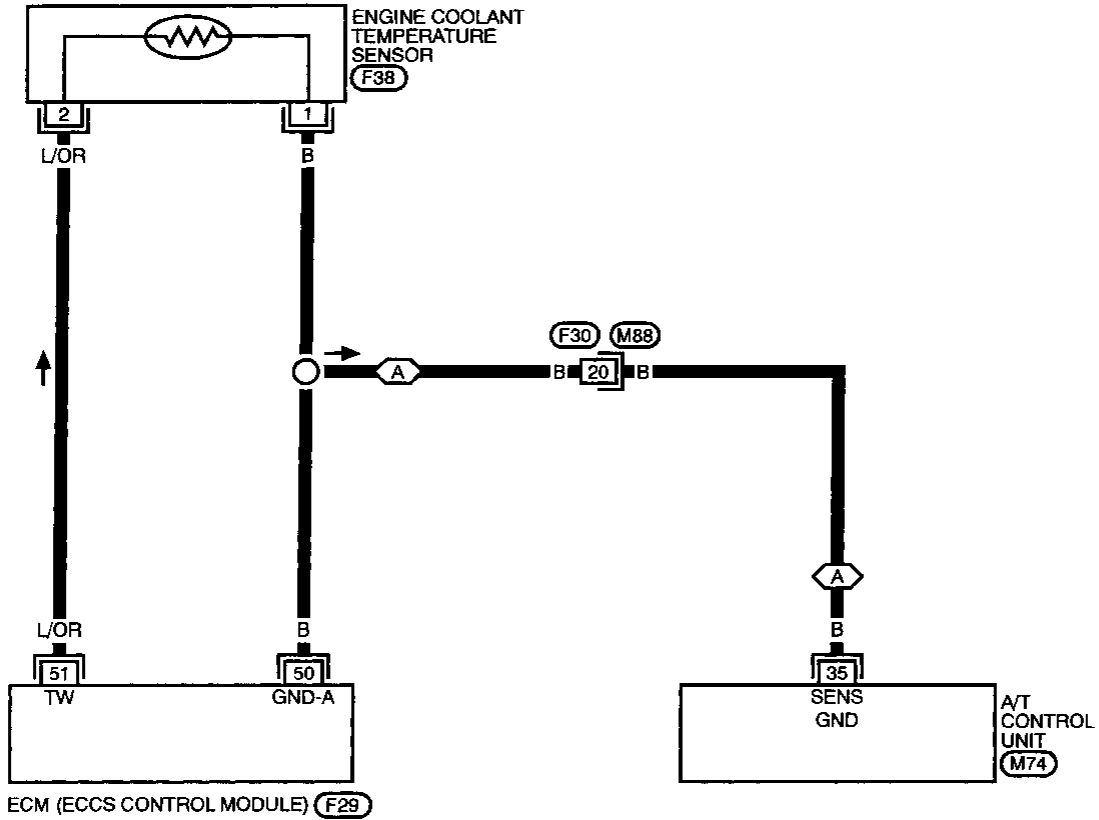 ENGINE COOLANT
TEMPERATURE
SENSOR
F38
2
1
L/OR
B
F30
M88
A
B
20
B
A
L/OR
B
B
51
50
35
TW
GND-A
SENS
GND
A/T
CONTROL
UNIT
M74
ECM (ECCS CONTROL MODULE)
F29